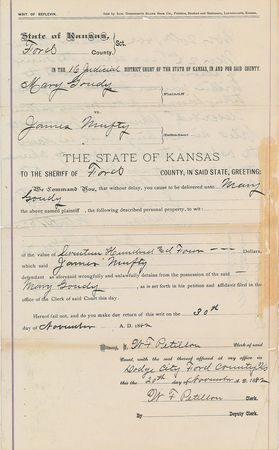 WRIT OF REPLEVIN.
State of Kansas,
Ford County, } Sct.
IN THE 16 Judicial DISTRICT COURT OF THE STATE OF KANSAS, IN AND FOR SAID COUNTY.
Mary Goudy
Plaintiff
vs
James Mufty
Defendant
THE STATE OF KANSAS
TO THE SHERIFF OF Ford COUNTY, IN SAID STATE, GREETING:
We Command You, that without delay, you be delivered unto Mary
Goudy
the above named plaintiff, the following described personal property, to wit:
of the value of Seventeen Hundred Four Dollars,
which said James Mufty
defendant as aforesaid wrongfully and unlawfully detains from the possession of the said
Mary Goudy, as is set forth in his petition and affidavit filed in the
office of the Clerk of said Court this day.
Hereof fail not, and do you make due return of this writ on the 30th
day of November A. D. 1882
Witness, W F Petillon Clerk of said
Court, with the seal thereof affixed at my office in
Dodge City Ford County Ks
this the 20th day of November A. D. 1882
W F Petillon Clerk.
By Deputy Clerk.